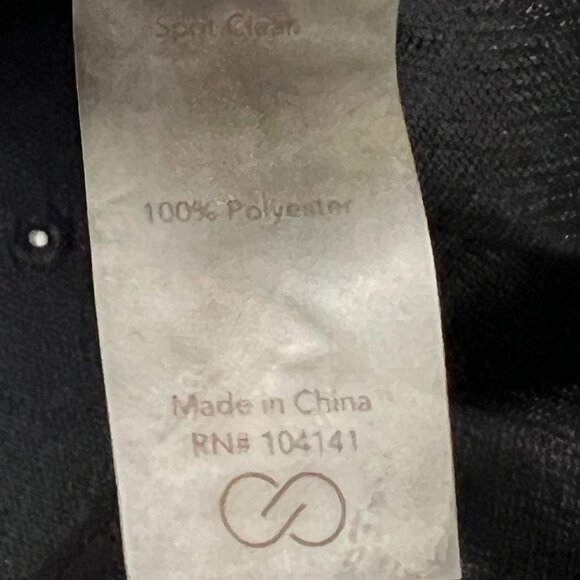 Spot Clean
100% Polyester
Made in China
RN# 104141